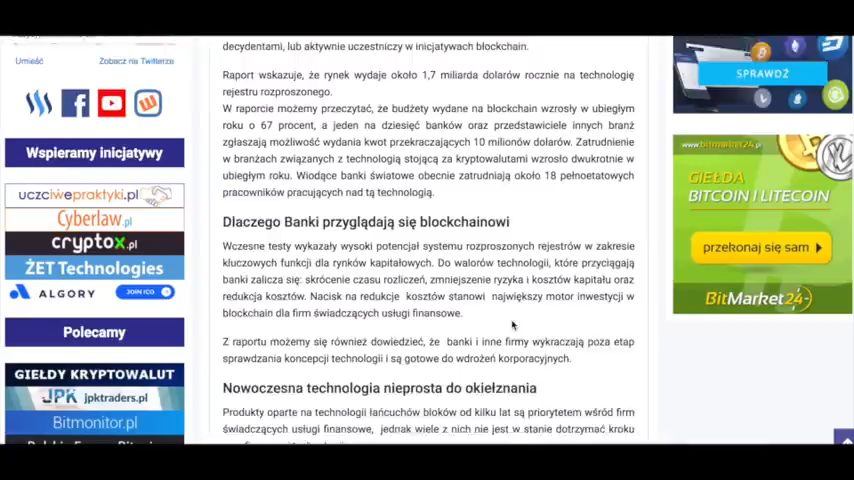 Umieść
Zobacz na Twitterze
Wspieramy inicjatywy
uczciwepraktyki.pl
Cyberlaw.pl
cryptox.pl
ŻET Technologies
ALGORY
JOIN ICO
Polecamy
GIEŁDY KRYPTOWALUT
JPK jpktraders.pl
Bitmonitor.pl
decydentami, lub aktywnie uczestniczy w inicjatywach blockchain.
Raport wskazuje, że rynek wydaje około 1,7 miliarda dolarów rocznie na technologię
rejestru rozproszonego.
W raporcie możemy przeczytać, że budżety wydane na blockchain wzrosły w ubiegłym
roku o 67 procent, a jeden na dziesięć banków oraz przedstawiciele innych branż
zgłaszają możliwość wydania kwot przekraczających 10 milionów dolarów. Zatrudnienie
w branżach związanych z technologią stojącą za kryptowalutami wzrosło dwukrotnie w
ubiegłym roku. Wiodące banki światowe obecnie zatrudniają około 18 pełnoetatowych
pracowników pracujących nad tą technologią.
Dlaczego Banki przyglądają się blockchainowi
Wczesne testy wykazały wysoki potencjał systemu rozproszonych rejestrów w zakresie
kluczowych funkcji dla rynków kapitałowych. Do walorów technologii, które przyciągają
banki zalicza się: skrócenie czasu rozliczeń, zmniejszenie ryzyka i kosztów kapitału oraz
redukcja kosztów. Nacisk na redukcje kosztów stanowi największy motor inwestycji w
blockchain dla firm świadczących usługi finansowe.
Z raportu możemy się również dowiedzieć, że banki i inne firmy wykraczają poza etap
sprawdzania koncepcji technologii i są gotowe do wdrożeń korporacyjnych.
Nowoczesna technologia nieprosta do okiełznania
Produkty oparte na technologii łańcuchów bloków od kilku lat są priorytetem wśród firm
świadczących usługi finansowe, jednak wiele z nich nie jest w stanie dotrzymać kroku
SPRAWDŹ
www.bitmarket24.pl
GIEŁDA
BITCOIN I LITECOIN
przekonaj się sam
BitMarket24